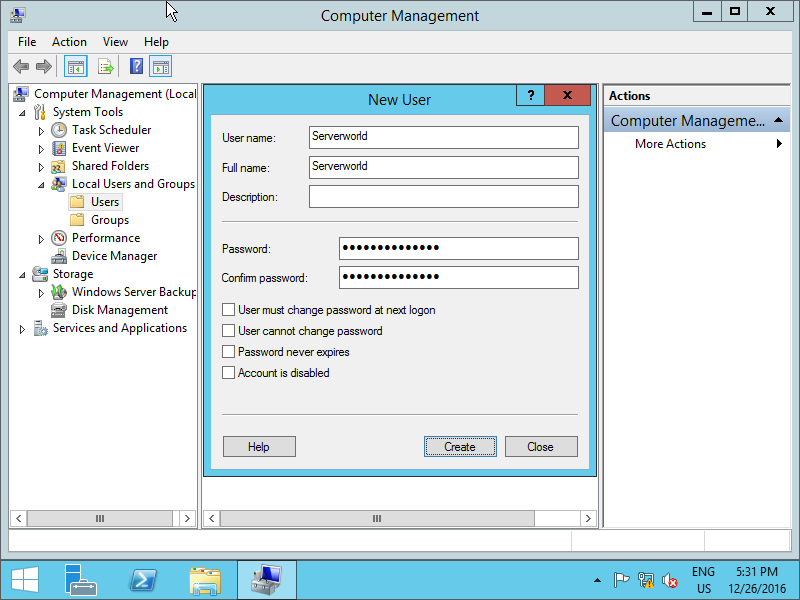 Computer Management
File Action View Help
Computer Management (Local
System Tools
Task Scheduler
Event Viewer
Shared Folders
Local Users and Groups
Users
Groups
Performance
Device Manager
Storage
Windows Server Backup
Disk Management
Services and Applications
New User
? X
User name: Serverworld
Full name: Serverworld
Description:
Password: ●●●●●●●●●●●●●●
Confirm password: ●●●●●●●●●●●●●●
User must change password at next logon
User cannot change password
Password never expires
Account is disabled
Help Create Close
Actions
Computer Manageme...
More Actions
ENG 5:31 PM
US 12/26/2016